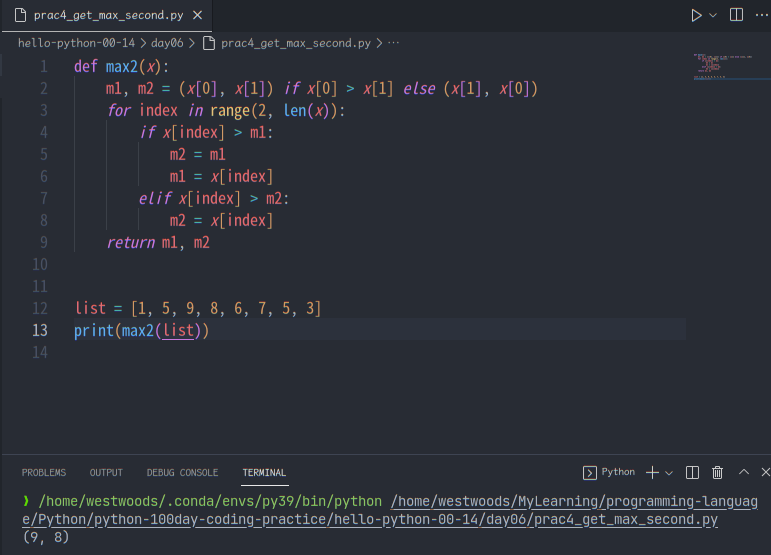 prac4_get_max_second.py
hello-python-00-14 > day06 > prac4_get_max_second.py > ...
1 def max2(x):
2 m1, m2 = (x[0], x[1]) if x[0] > x[1] else (x[1], x[0])
3 for index in range(2, len(x)):
4 if x[index] > m1:
5 m2 = m1
6 m1 = x[index]
7 elif x[index] > m2:
8 m2 = x[index]
9 return m1, m2
10
11
12 list = [1, 5, 9, 8, 6, 7, 5, 3]
13 print(max2(list))
14
PROBLEMS OUTPUT DEBUG CONSOLE TERMINAL Python
❯ /home/westwoods/.conda/envs/py39/bin/python /home/westwoods/MyLearning/programming-languag
e/Python/python-100day-coding-practice/hello-python-00-14/day06/prac4_get_max_second.py
(9, 8)